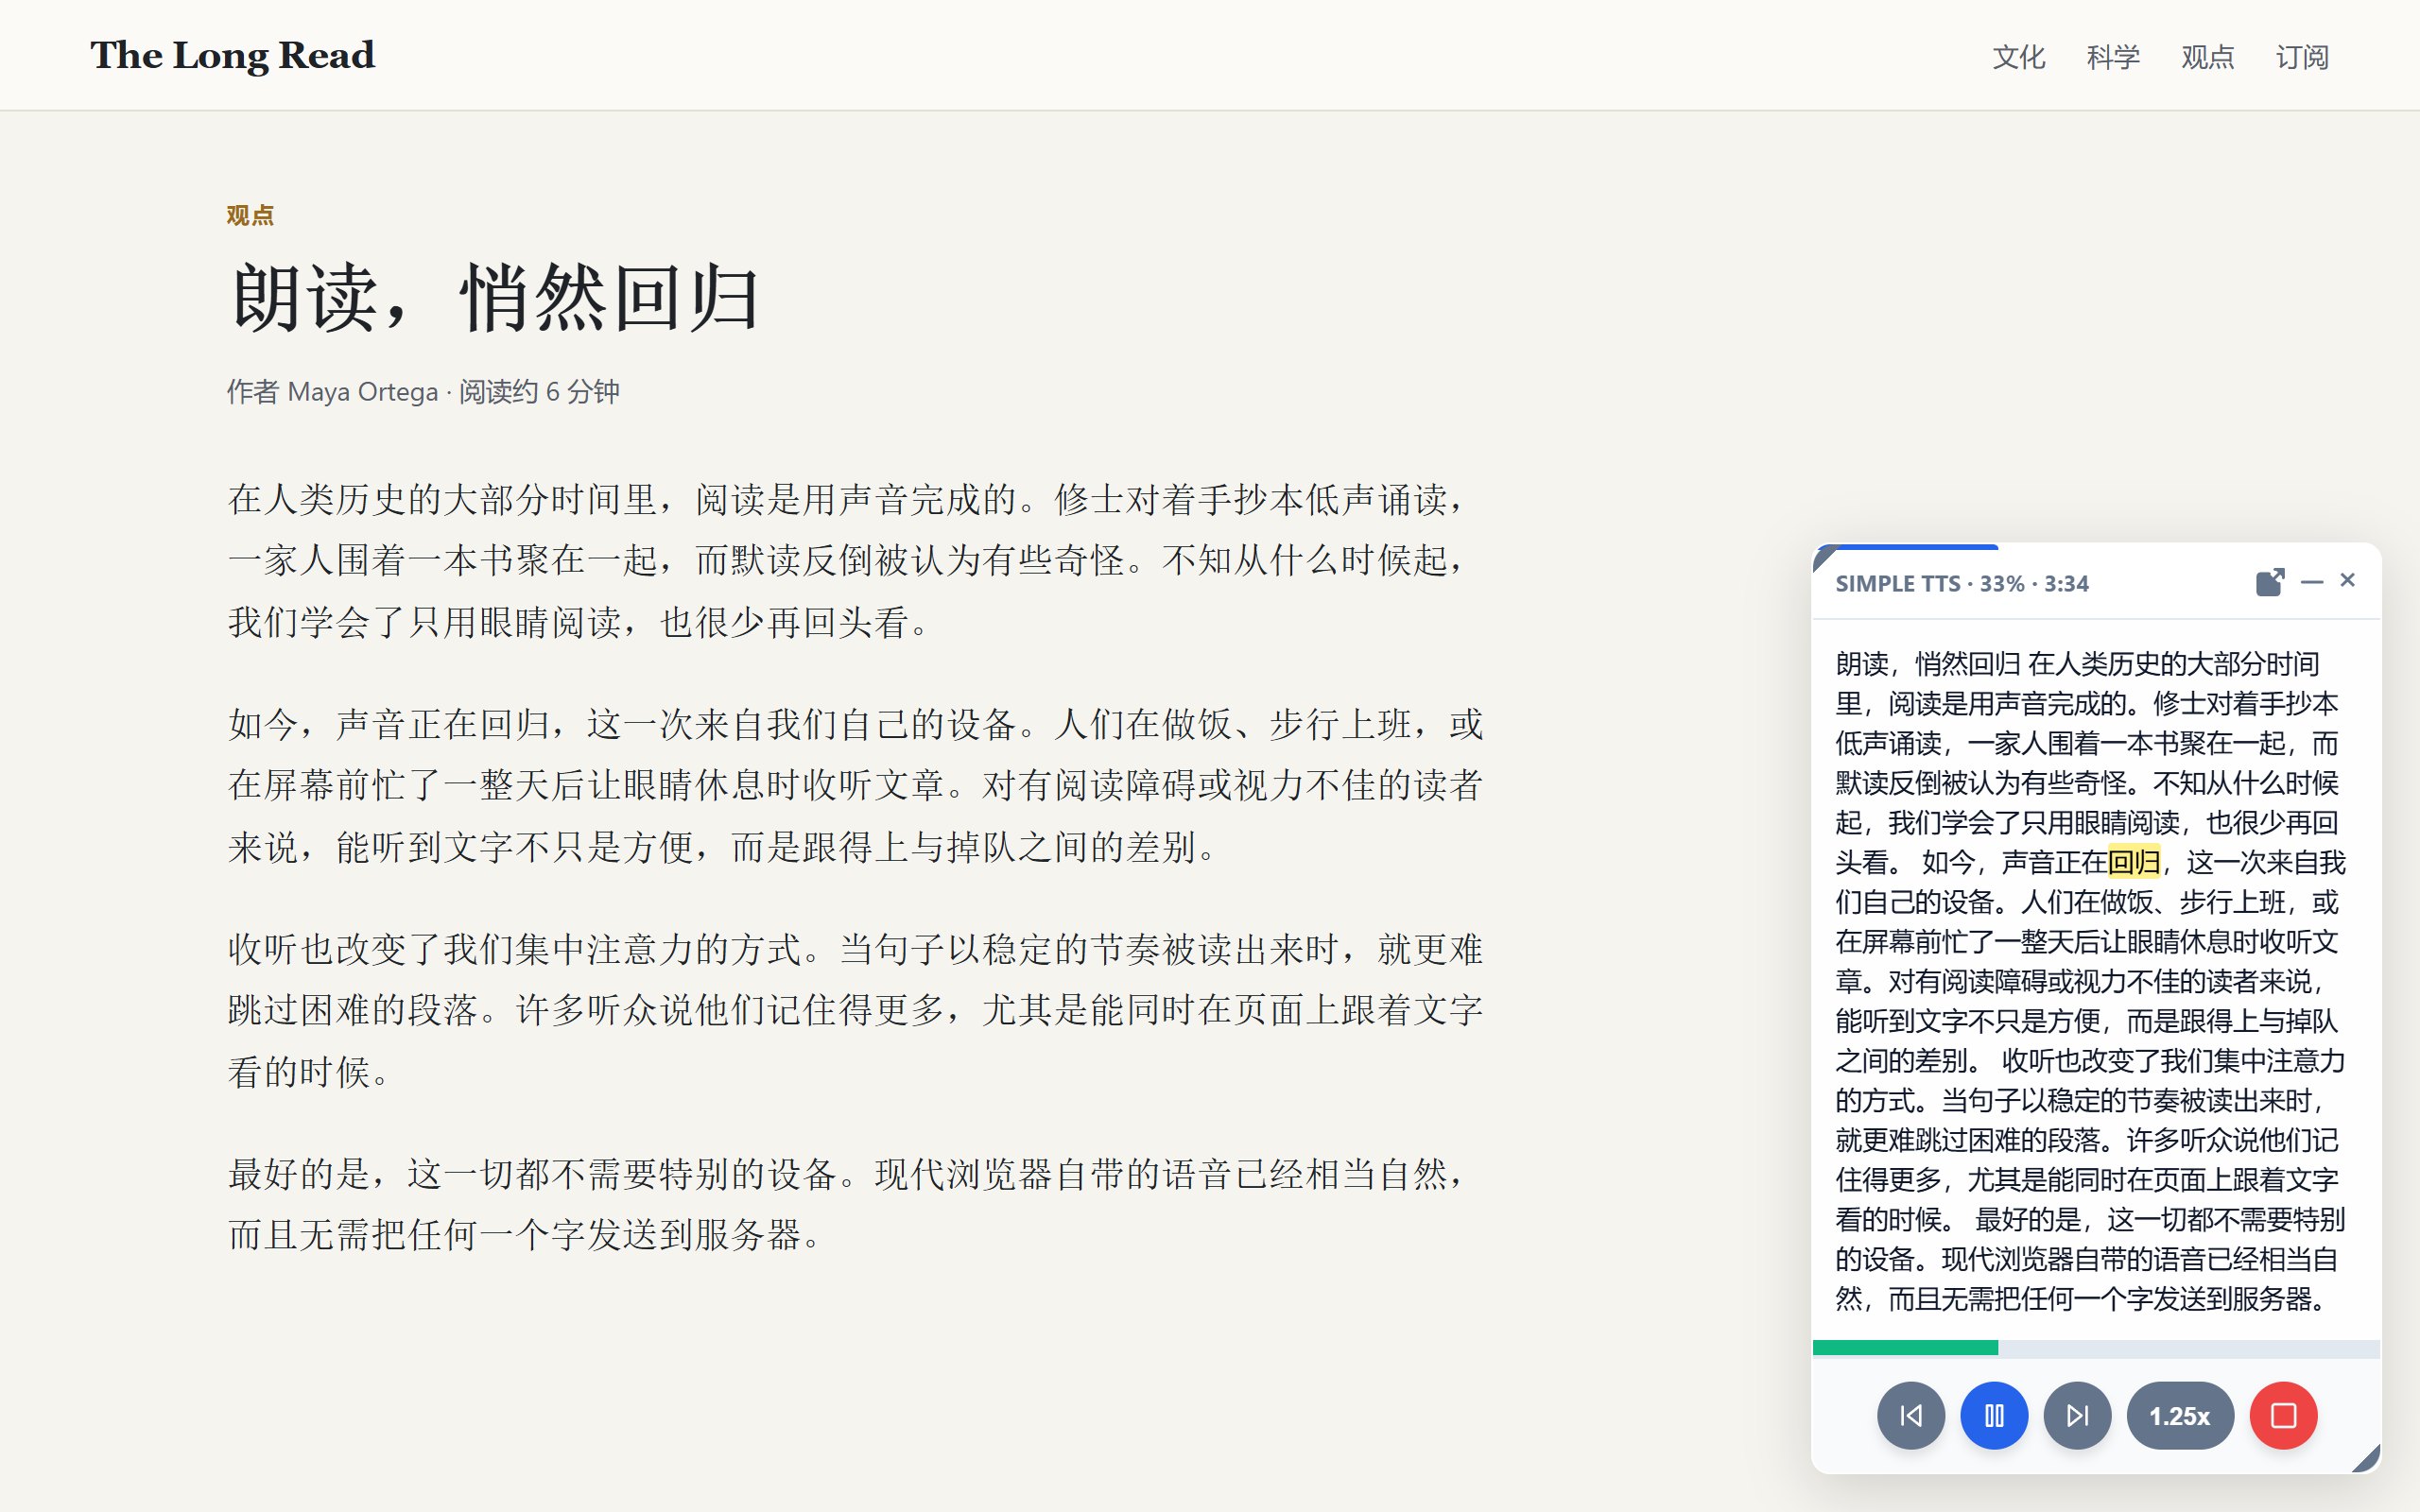 The Long Read
文化 科学 观点 订阅
观点
朗读，悄然回归
作者 Maya Ortega · 阅读约 6 分钟
在人类历史的大部分时间里，阅读是用声音完成的。修士对着手抄本低声诵读，
一家人围着一本书聚在一起，而默读反倒被认为有些奇怪。不知从什么时候起，
我们学会了只用眼睛阅读，也很少再回头看。
如今，声音正在回归，这一次来自我们自己的设备。人们在做饭、步行上班，或
在屏幕前忙了一整天后让眼睛休息时收听文章。对有阅读障碍或视力不佳的读者
来说，能听到文字不只是方便，而是跟得上与掉队之间的差别。
收听也改变了我们集中注意力的方式。当句子以稳定的节奏被读出来时，就更难
跳过困难的段落。许多听众说他们记住得更多，尤其是能同时在页面上跟着文字
看的时候。
最好的是，这一切都不需要特别的设备。现代浏览器自带的语音已经相当自然，
而且无需把任何一个字发送到服务器。
SIMPLE TTS · 33% · 3:34
朗读，悄然回归 在人类历史的大部分时间
里，阅读是用声音完成的。修士对着手抄本
低声诵读，一家人围着一本书聚在一起，而
默读反倒被认为有些奇怪。不知从什么时候
起，我们学会了只用眼睛阅读，也很少再回
头看。 如今，声音正在回归，这一次来自我
们自己的设备。人们在做饭、步行上班，或
在屏幕前忙了一整天后让眼睛休息时收听文
章。对有阅读障碍或视力不佳的读者来说，
能听到文字不只是方便，而是跟得上与掉队
之间的差别。 收听也改变了我们集中注意力
的方式。当句子以稳定的节奏被读出来时，
就更难跳过困难的段落。许多听众说他们记
住得更多，尤其是能同时在页面上跟着文字
看的时候。 最好的是，这一切都不需要特别
的设备。现代浏览器自带的语音已经相当自
然，而且无需把任何一个字发送到服务器。
1.25x